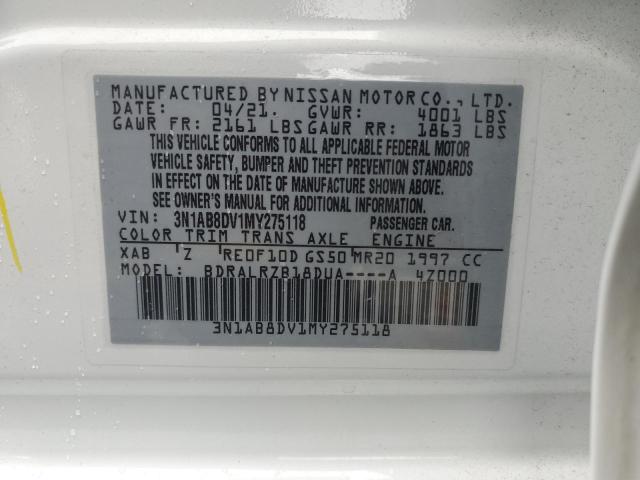 MANUFACTURED BY NISSAN MOTOR CO., LTD.
DATE: 04/21. GVWR: 4001 LBS
GAWR FR: 2161 LBS GAWR RR: 1863 LBS
THIS VEHICLE CONFORMS TO ALL APPLICABLE FEDERAL MOTOR
VEHICLE SAFETY, BUMPER AND THEFT PREVENTION STANDARDS
IN EFFECT ON THE DATE OF MANUFACTURE SHOWN ABOVE.
SEE OWNER'S MANUAL FOR ADDITIONAL INFORMATION.
VIN: 3N1AB8DV1MY275118 PASSENGER CAR.
COLOR TRIM TRANS AXLE ENGINE
XAB Z RE0F10D GS50 MR20 1997 CC
MODEL: BDRALRZB18DUA----A 4Z000
3N1AB8DV1MY275118